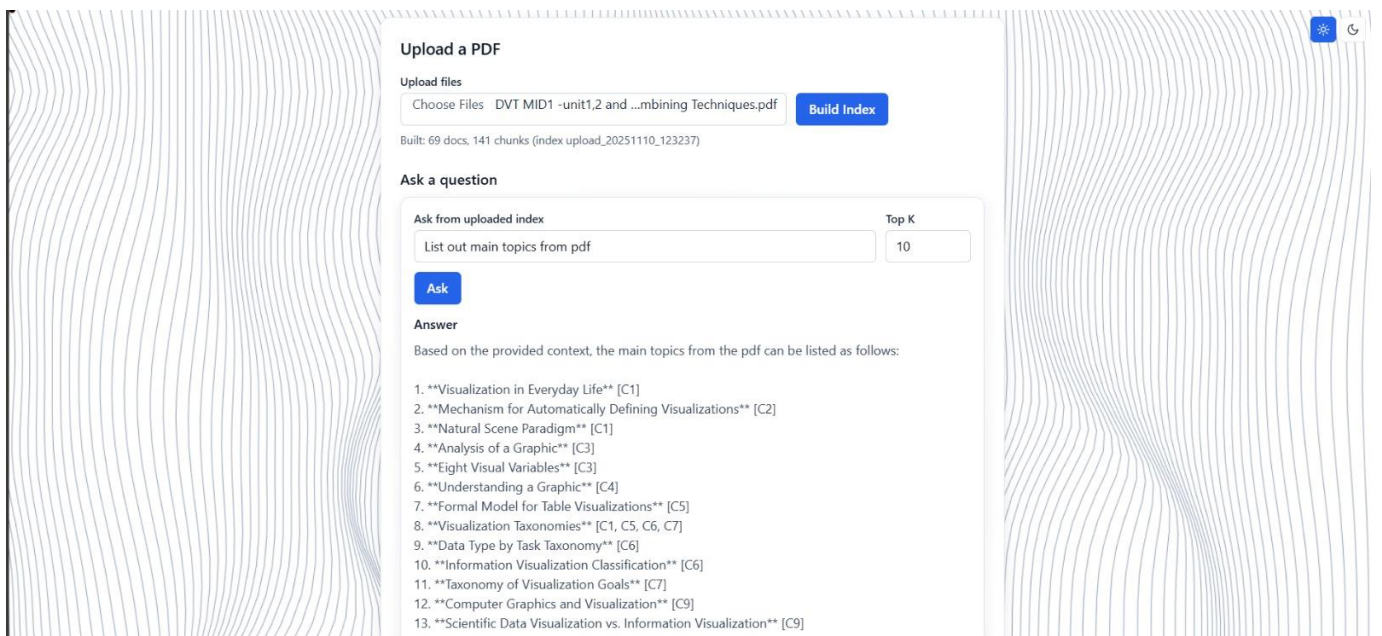 Upload a PDF
Upload files
Choose Files DVT MID1 -unit1,2 and ...mbining Techniques.pdf
Build Index
Built: 69 docs, 141 chunks (index upload_20251110_123237)
Ask a question
Ask from uploaded index
Top K
List out main topics from pdf
10
Ask
Answer
Based on the provided context, the main topics from the pdf can be listed as follows:
1. **Visualization in Everyday Life** [C1]
2. **Mechanism for Automatically Defining Visualizations** [C2]
3. **Natural Scene Paradigm** [C1]
4. **Analysis of a Graphic** [C3]
5. **Eight Visual Variables** [C3]
6. **Understanding a Graphic** [C4]
7. **Formal Model for Table Visualizations** [C5]
8. **Visualization Taxonomies** [C1, C5, C6, C7]
9. **Data Type by Task Taxonomy** [C6]
10. **Information Visualization Classification** [C6]
11. **Taxonomy of Visualization Goals** [C7]
12. **Computer Graphics and Visualization** [C9]
13. **Scientific Data Visualization vs. Information Visualization** [C9]